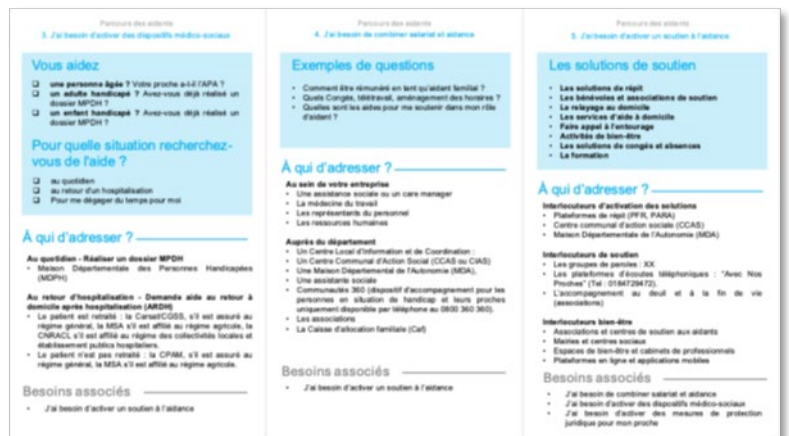 Parcours des aidants
3. J'ai besoin d'activer des dispositifs médico-sociaux
Vous aidez
une personne âgée ? Votre proche a-t-il l'APA ?
un adulte handicapé ? Avez-vous déjà réalisé un
dossier MPDH ?
un enfant handicapé ? Avez-vous déjà réalisé un
dossier MPDH ?
Pour quelle situation recherchez-
vous de l'aide ?
au quotidien
au retour d'un hospitalisation
Pour me dégager du temps pour moi
À qui d'adresser ?
Au quotidien - Réaliser un dossier MPDH
• Maison Départementale des Personnes Handicapées
(MDPH)
Au retour d'hospitalisation - Demande aide au retour à
domicile après hospitalisation (ARDH)
• Le patient est retraité : la Carsat/CGSS, s'il est assuré au
régime général, la MSA s'il est affilié au régime agricole, la
CNRACL s'il est affilié au régime des collectivités locales et
établissement publics hospitaliers.
• Le patient n'est pas retraité : la CPAM, s'il est assuré au
régime général, la MSA s'il est affilié au régime agricole.
Besoins associés
• J'ai besoin d'activer un soutien à l'aidance
Parcours des aidants
4. J'ai besoin de combiner salariat et aidance
Exemples de questions
• Comment être rémunéré en tant qu'aidant familial ?
• Quels Congés, télétravail, aménagement des horaires ?
• Quelles sont les aides pour me soutenir dans mon rôle
d'aidant ?
À qui d'adresser ?
Au sein de votre entreprise
• Une assistance sociale ou un care manager
• La médecine du travail
• Les représentants du personnel
• Les ressources humaines
Auprès du département
• Un Centre Local d'Information et de Coordination :
• Un Centre Communal d'Action Social (CCAS ou CIAS)
• Une Maison Départementale de l'Autonomie (MDA),
• Une assistante sociale
• Communautés 360 (dispositif d'accompagnement pour les
personnes en situation de handicap et leurs proches
uniquement disponible par téléphone au 0800 360 360).
• Les associations
• La Caisse d'allocation familiale (Caf)
Besoins associés
• J'ai besoin d'activer un soutien à l'aidance
Parcours des aidants
5. J'ai besoin d'activer un soutien à l'aidance
Les solutions de soutien
• Les solutions de répit
• Les bénévoles et associations de soutien
• Le relayage au domicile
• Les services d'aide à domicile
• Faire appel à l'entourage
• Activités de bien-être
• Les solutions de congés et absences
• La formation
À qui d'adresser ?
Interlocuteurs d'activation des solutions
• Plateformes de répit (PFR, PARA)
• Centre communal d'action sociale (CCAS)
• Maison Départementale de l'Autonomie (MDA)
Interlocuteurs de soutien
• Les groupes de paroles : XX
• Les plateformes d'écoutes téléphoniques : "Avec Nos
Proches" (Tel : 0184729472).
• L'accompagnement au deuil et à la fin de vie
(associations)
Interlocuteurs bien-être
• Associations et centres de soutien aux aidants
• Mairies et centres sociaux
• Espaces de bien-être et cabinets de professionnels
• Plateformes en ligne et applications mobiles
Besoins associés
• J'ai besoin de combiner salariat et aidance
• J'ai besoin d'activer des dispositifs médico-sociaux
• J'ai besoin d'activer des mesures de protection
juridique pour mon proche